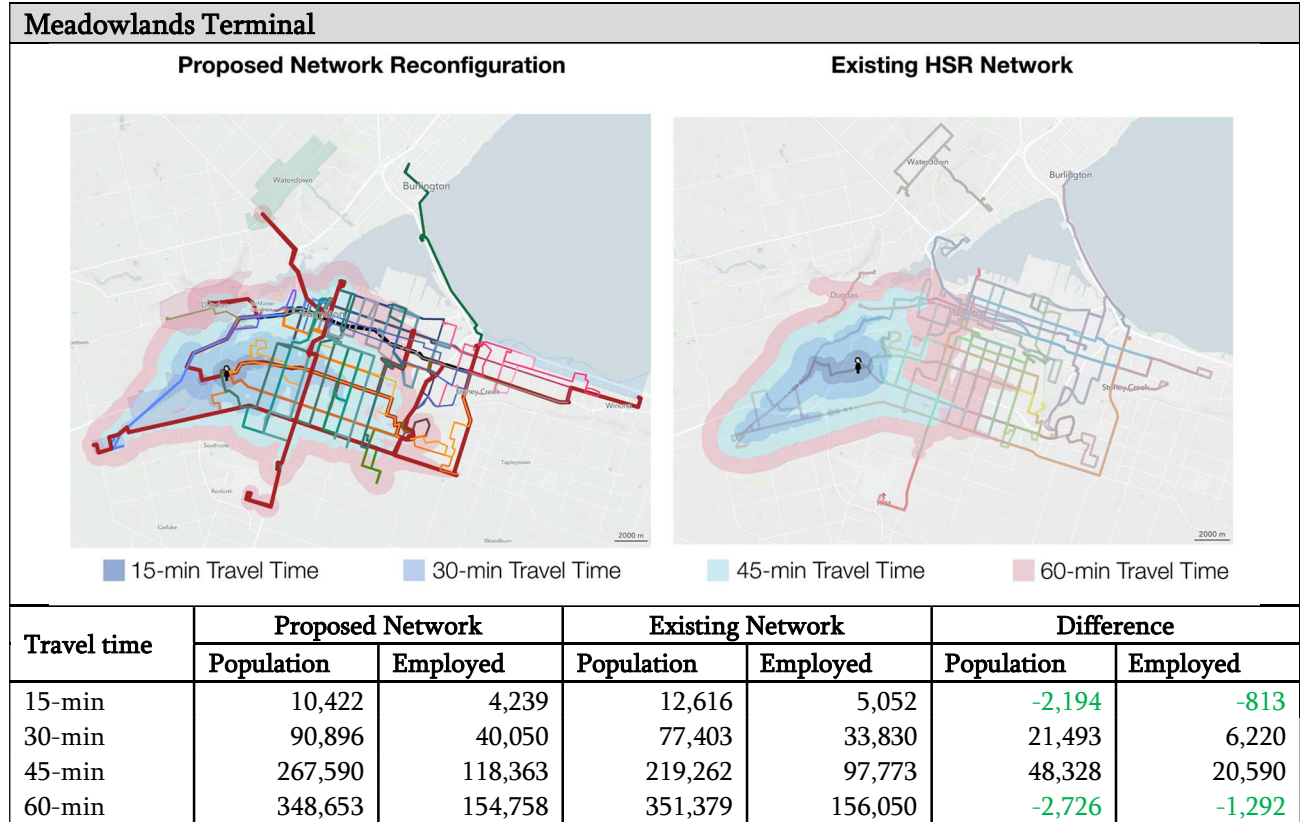 Meadowlands Terminal
Proposed Network Reconfiguration
Existing HSR Network
Waterdown
Burlington
Dundas
Stoney Creek
Winona
Southcote
Tapleytown
Renforth
Carluke
Woodburn
2000 m
Waterdown
Burlington
Dundas
Stoney Creek
2000 m
15-min Travel Time
30-min Travel Time
45-min Travel Time
60-min Travel Time
Travel time Proposed Network Existing Network Difference
Population Employed Population Employed Population Employed
15-min 10,422 4,239 12,616 5,052 -2,194 -813
30-min 90,896 40,050 77,403 33,830 21,493 6,220
45-min 267,590 118,363 219,262 97,773 48,328 20,590
60-min 348,653 154,758 351,379 156,050 -2,726 -1,292